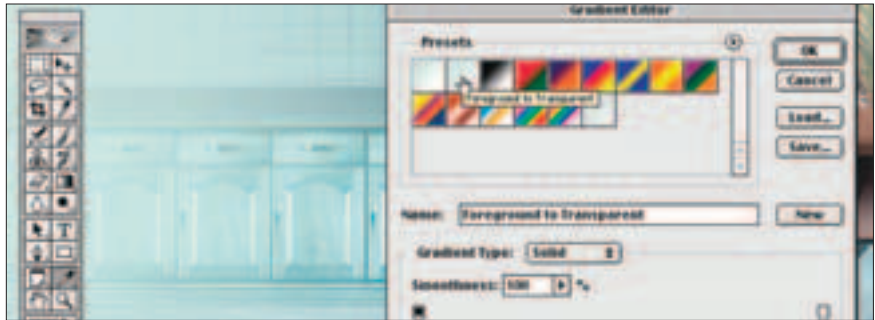 Gradient Editor
Presets
OK
Cancel
Foreground to Transparent
Load...
Save...
Name: Foreground to Transparent
New
Gradient Type: Solid
Smoothness: 100 %
T